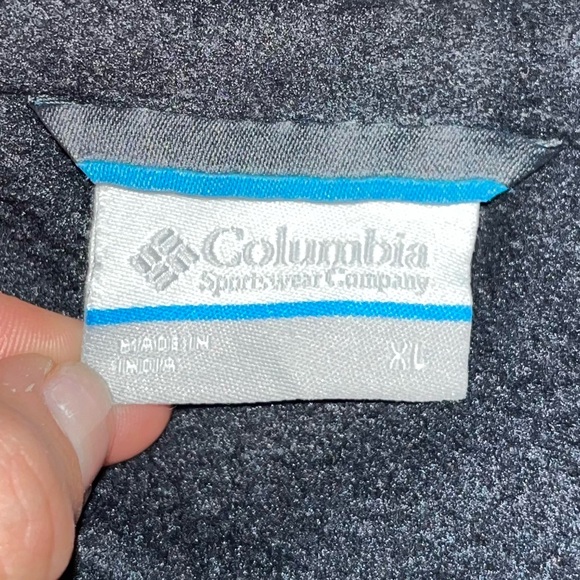 Columbia
Sportswear Company
MADE IN
INDIA
XL